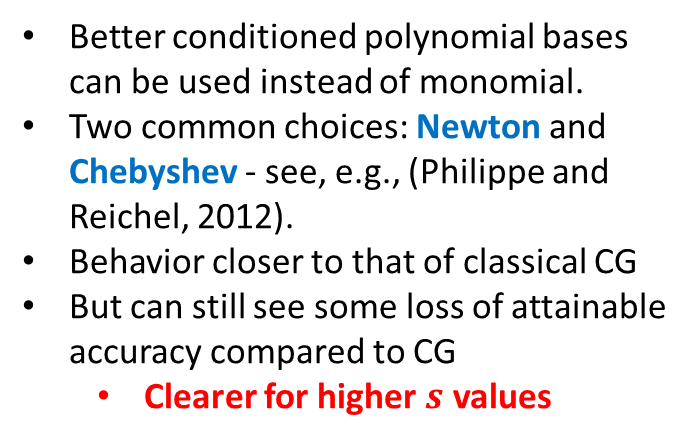 • Better conditioned polynomial bases
can be used instead of monomial.
• Two common choices: Newton and
Chebyshev - see, e.g., (Philippe and
Reichel, 2012).
• Behavior closer to that of classical CG
• But can still see some loss of attainable
accuracy compared to CG
• Clearer for higher s values